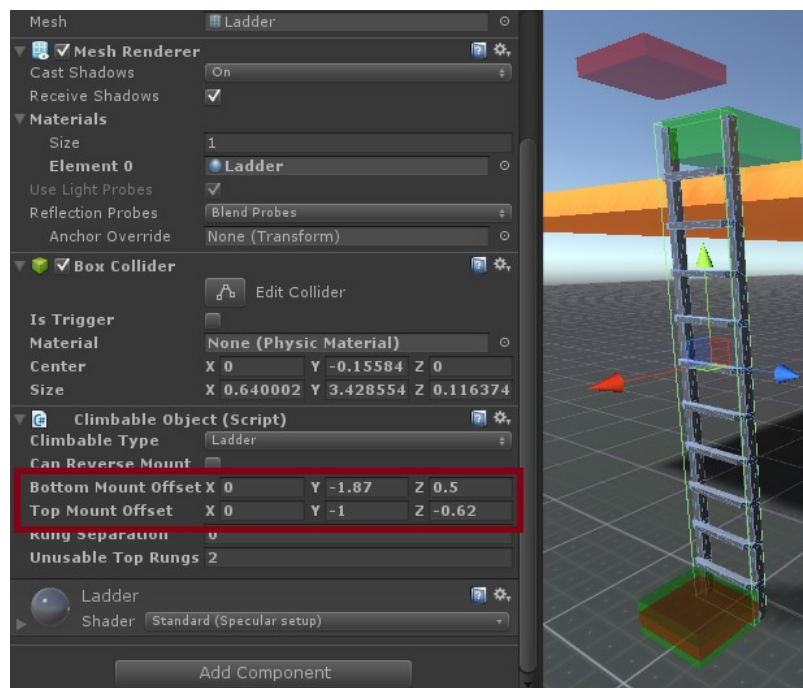 Mesh Ladder
Mesh Renderer
Cast Shadows On
Receive Shadows
Materials
Size 1
Element 0 Ladder
Use Light Probes
Reflection Probes Blend Probes
Anchor Override None (Transform)
Box Collider
Edit Collider
Is Trigger
Material None (Physic Material)
Center X 0 Y -0.15584 Z 0
Size X 0.640002 Y 3.428554 Z 0.116374
Climbable Object (Script)
Climbable Type Ladder
Can Reverse Mount
Bottom Mount Offset X 0 Y -1.87 Z 0.5
Top Mount Offset X 0 Y -1 Z -0.62
Rung Separation 0
Unusable Top Rungs 2
Ladder
Shader Standard (Specular setup)
Add Component